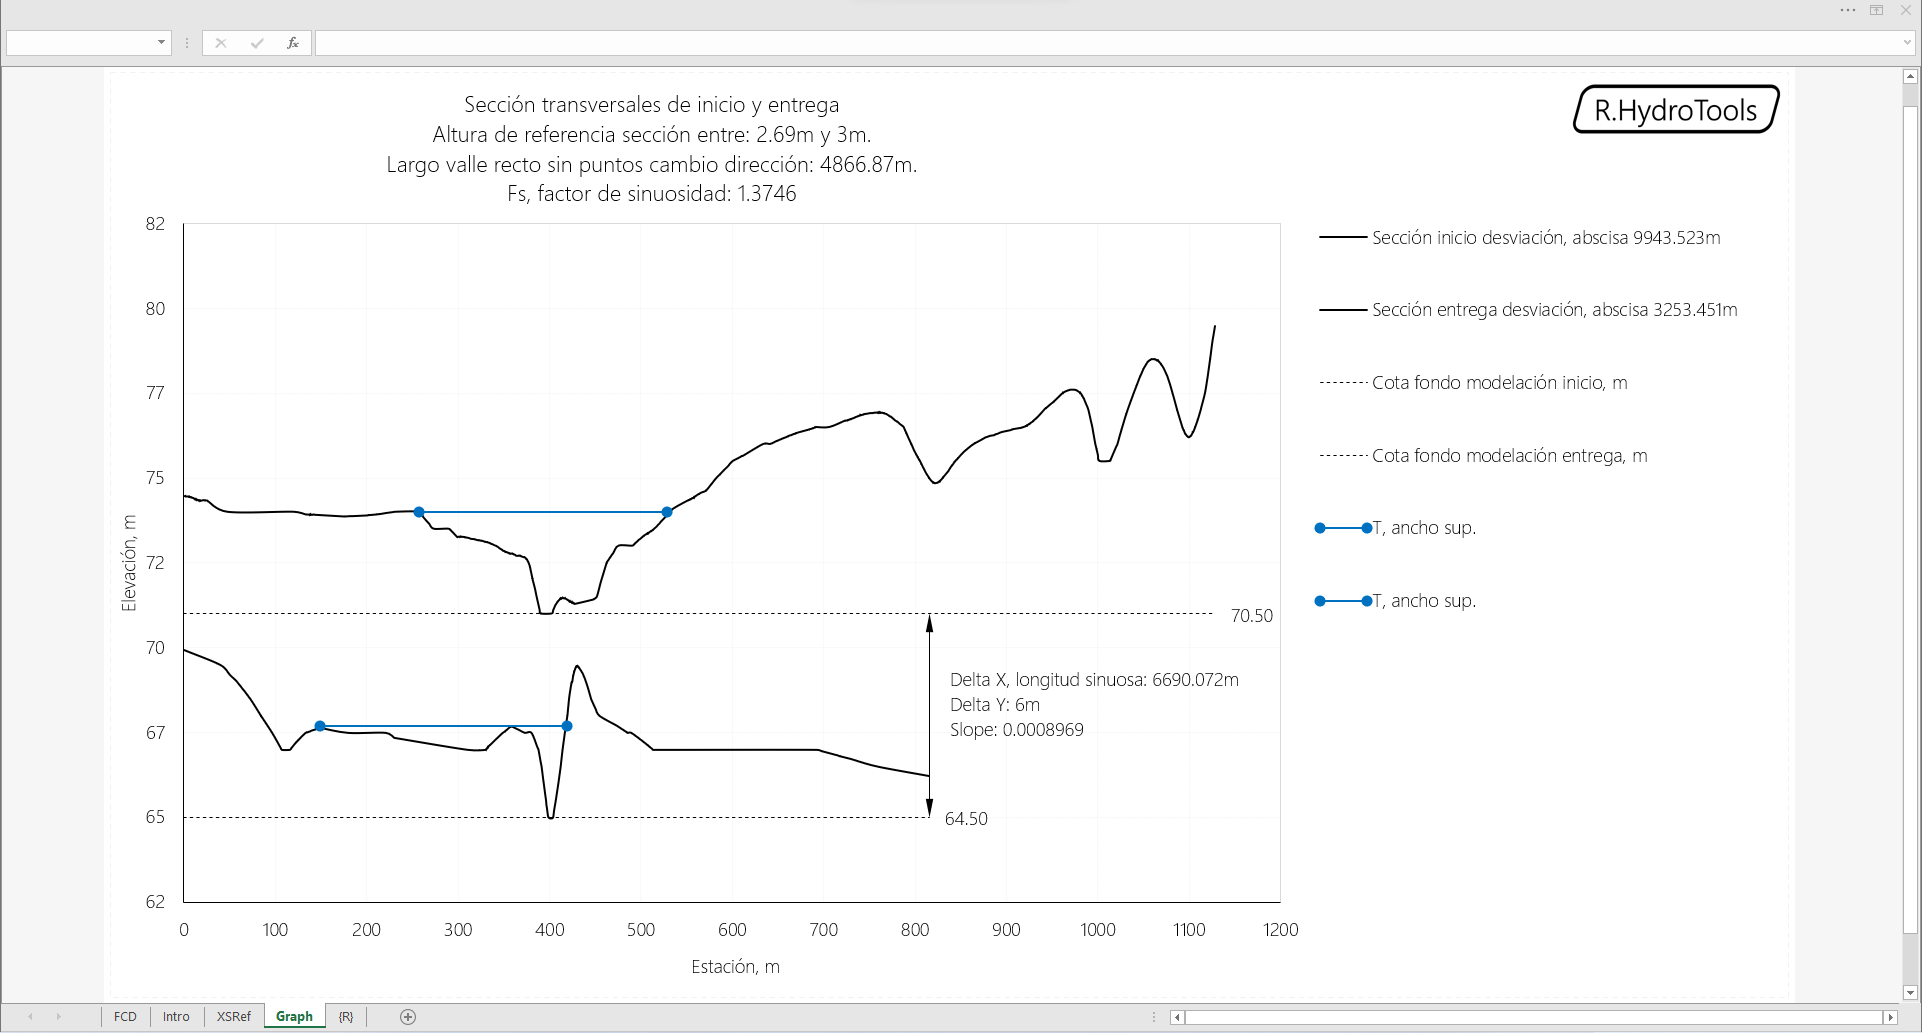 fx
Sección transversales de inicio y entrega
Altura de referencia sección entre: 2.69m y 3m.
Largo valle recto sin puntos cambio dirección: 4866.87m.
Fs, factor de sinuosidad: 1.3746
R.HydroTools
82
80
77
75
72
70
67
65
62
Elevación, m
0 100 200 300 400 500 600 700 800 900 1000 1100 1200
Estación, m
70.50
Delta X, longitud sinuosa: 6690.072m
Delta Y: 6m
Slope: 0.0008969
64.50
Sección inicio desviación, abscisa 9943.523m
Sección entrega desviación, abscisa 3253.451m
Cota fondo modelación inicio, m
Cota fondo modelación entrega, m
T, ancho sup.
T, ancho sup.
FCD Intro XSRef Graph {R}